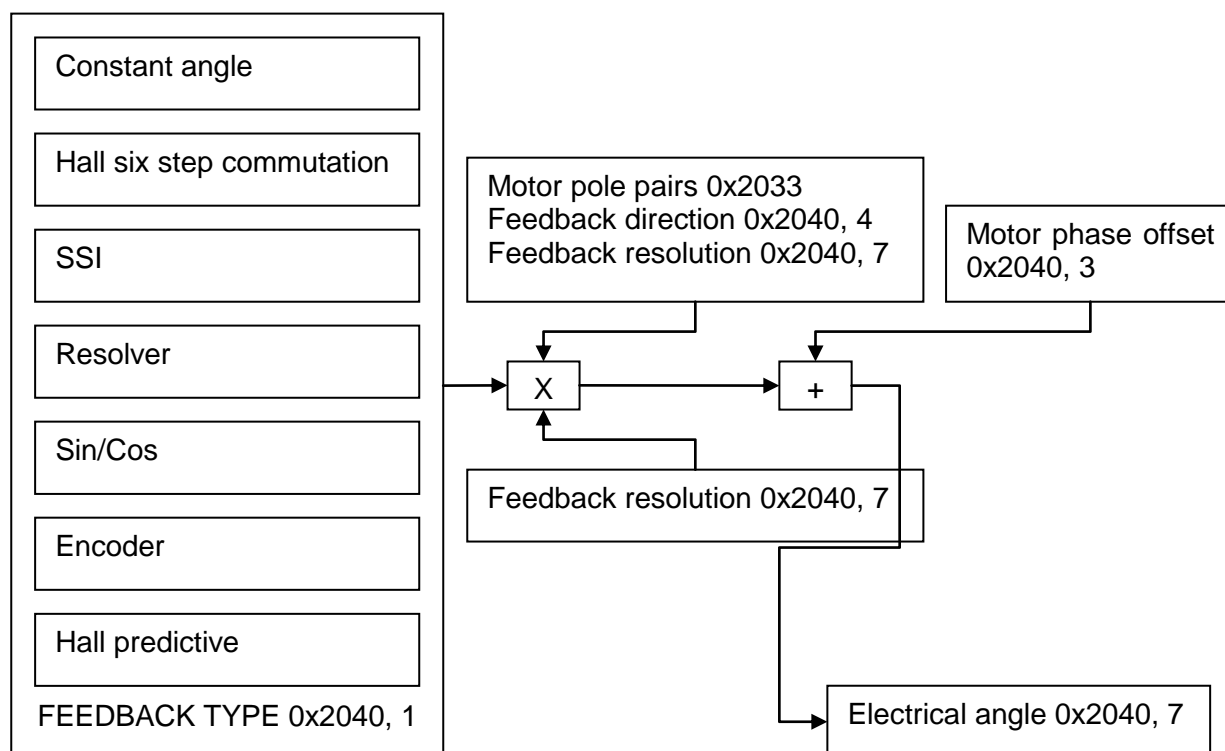 Constant angle
Hall six step commutation
SSI
Resolver
Sin/Cos
Encoder
Hall predictive
FEEDBACK TYPE 0x2040, 1
Motor pole pairs 0x2033
Feedback direction 0x2040, 4
Feedback resolution 0x2040, 7
Motor phase offset
0x2040, 3
X
+
Feedback resolution 0x2040, 7
Electrical angle 0x2040, 7